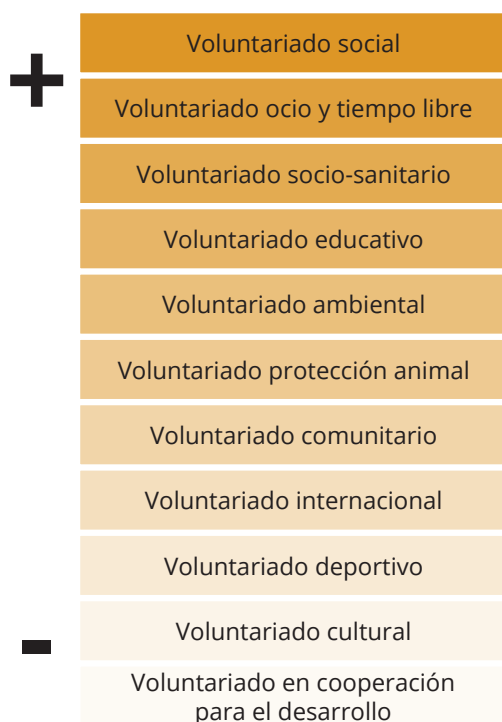 +
Voluntariado social
Voluntariado ocio y tiempo libre
Voluntariado socio-sanitario
Voluntariado educativo
Voluntariado ambiental
Voluntariado protección animal
Voluntariado comunitario
Voluntariado internacional
Voluntariado deportivo
Voluntariado cultural
-
Voluntariado en cooperación
para el desarrollo